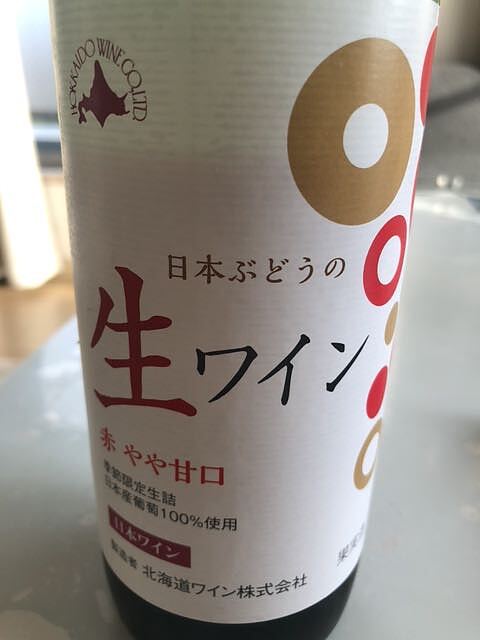 HOKKAIDO WINE CO.,LTD
日本ぶどうの
生ワイン
赤 やや甘口
季節限定生詰
日本産葡萄100%使用
日本ワイン
製造者 北海道ワイン株式会社
果実